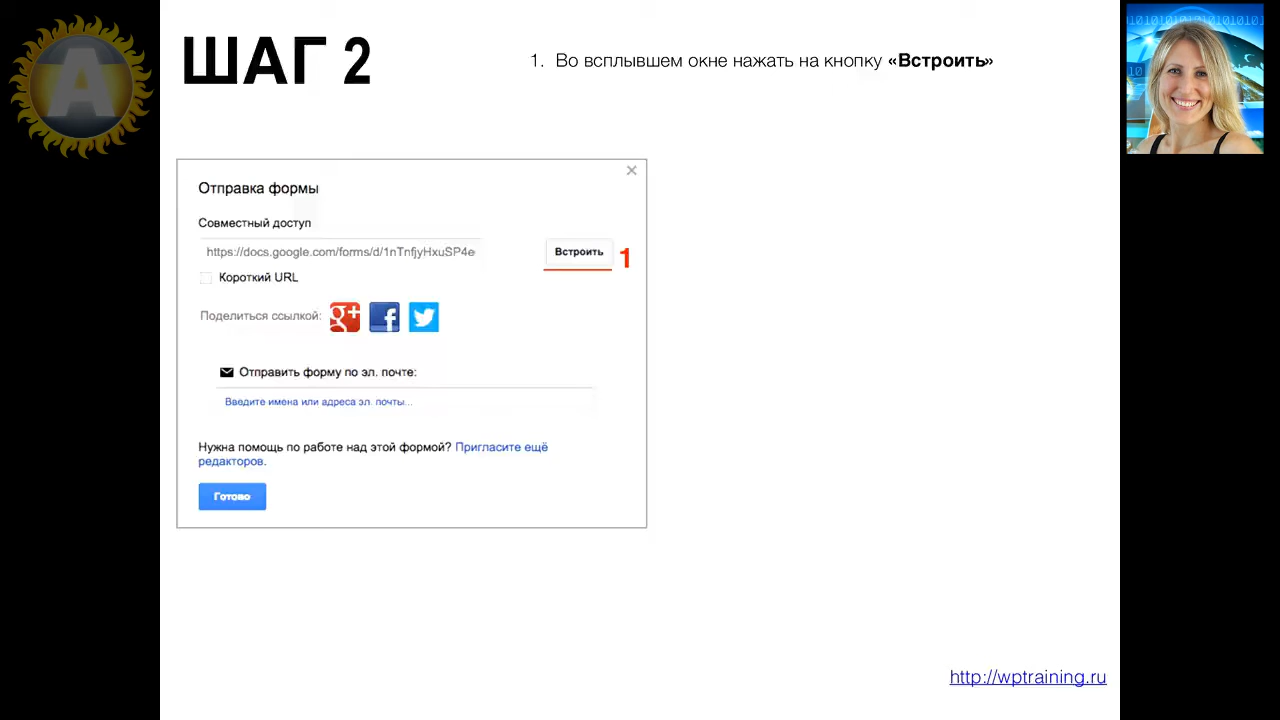 ШАГ 2
1. Во всплывшем окне нажать на кнопку «Встроить»
Отправка формы
Совместный доступ
https://docs.google.com/forms/d/1nTnfjyHxuSP4e
Встроить 1
Короткий URL
Поделиться ссылкой:
Отправить форму по эл. почте:
Введите имена или адреса эл. почты...
Нужна помощь по работе над этой формой? Пригласите ещё
редакторов.
Готово
http://wptraining.ru